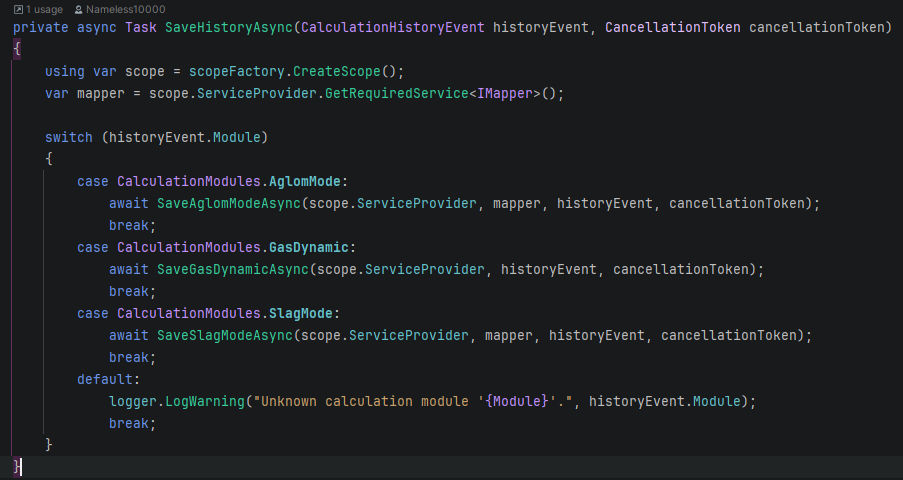 1 usage Nameless10000
private async Task SaveHistoryAsync(CalculationHistoryEvent historyEvent, CancellationToken cancellationToken)
{
    using var scope = scopeFactory.CreateScope();
    var mapper = scope.ServiceProvider.GetRequiredService<IMapper>();

    switch (historyEvent.Module)
    {
        case CalculationModules.AglomMode:
            await SaveAglomModeAsync(scope.ServiceProvider, mapper, historyEvent, cancellationToken);
            break;
        case CalculationModules.GasDynamic:
            await SaveGasDynamicAsync(scope.ServiceProvider, historyEvent, cancellationToken);
            break;
        case CalculationModules.SlagMode:
            await SaveSlagModeAsync(scope.ServiceProvider, mapper, historyEvent, cancellationToken);
            break;
        default:
            logger.LogWarning("Unknown calculation module '{Module}'.", historyEvent.Module);
            break;
    }
}